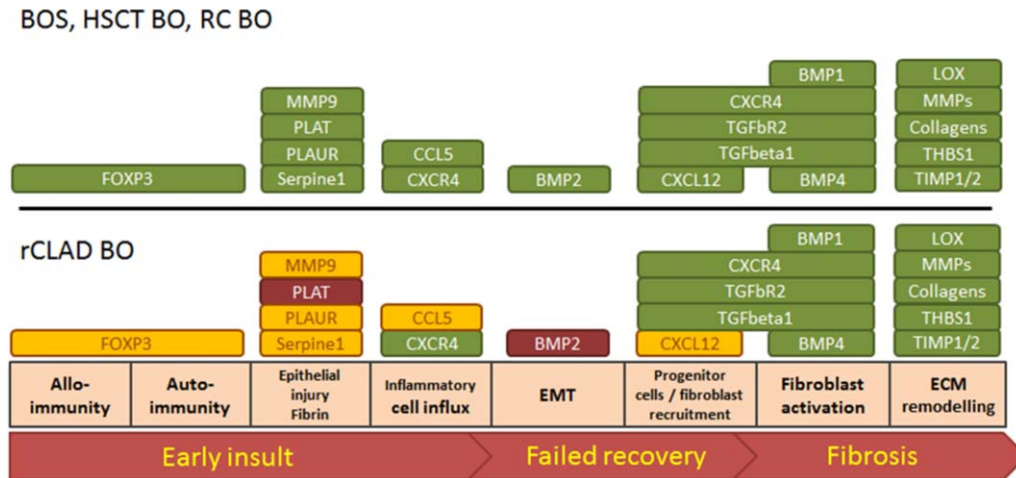 BOS, HSCT BO, RC BO
BMP1 LOX
MMP9 CXCR4 MMPs
PLAT TGFbR2 Collagens
PLAUR CCL5 TGFbeta1 THBS1
FOXP3 Serpine1 CXCR4 BMP2 CXCL12 BMP4 TIMP1/2
rCLAD BO
BMP1 LOX
MMP9 CXCR4 MMPs
PLAT TGFbR2 Collagens
PLAUR CCL5 TGFbeta1 THBS1
FOXP3 Serpine1 CXCR4 BMP2 CXCL12 BMP4 TIMP1/2
Allo-
immunity
Auto-
immunity
Epithelial
injury
Fibrin
Inflammatory
cell influx
EMT
Progenitor
cells / fibroblast
recruitment
Fibroblast
activation
ECM
remodelling
Early insult
Failed recovery
Fibrosis